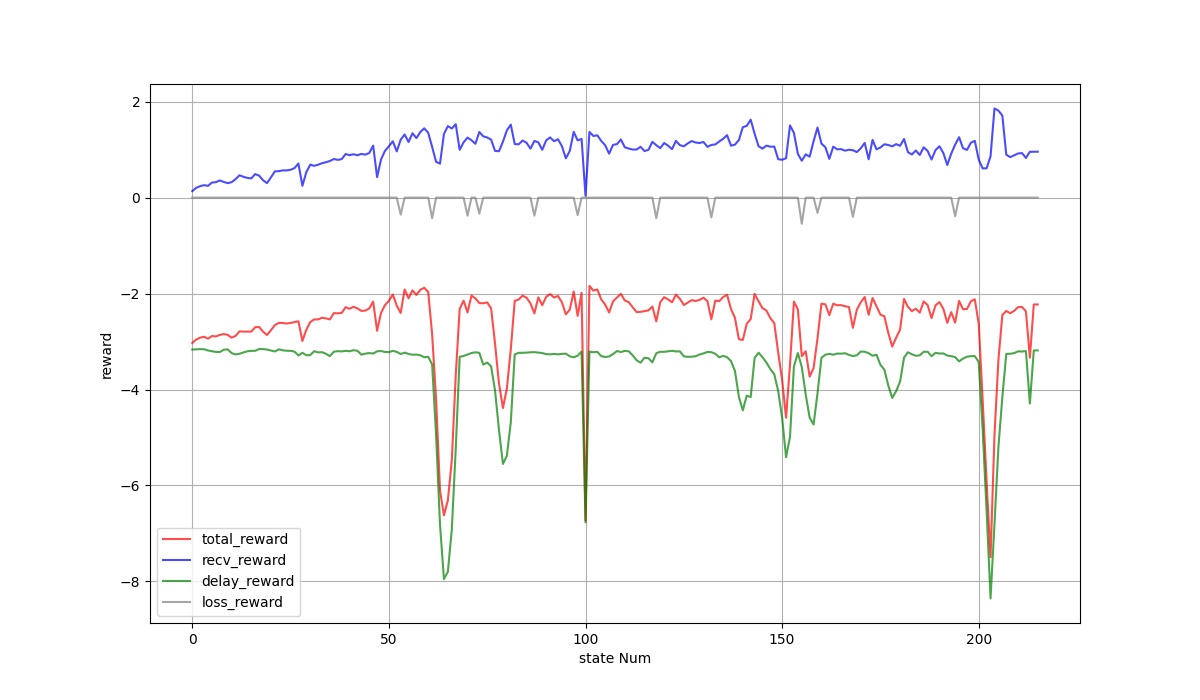 2
0
−2
−4
−6
−8
reward
total_reward
recv_reward
delay_reward
loss_reward
0 50 100 150 200
state Num